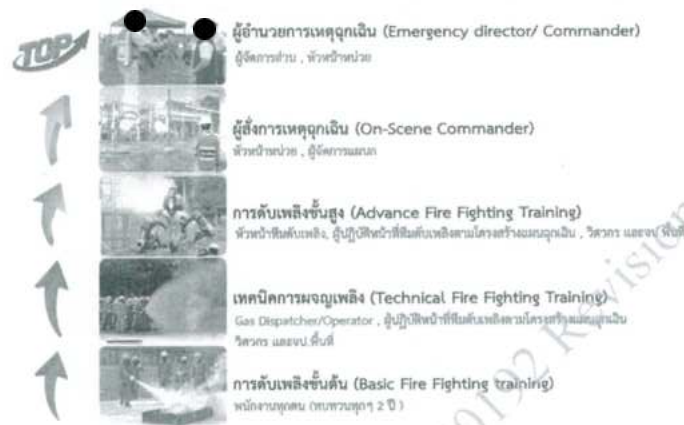 TOP
ผู้อำนวยการเหตุฉุกเฉิน (Emergency director/ Commander)
ผู้จัดการส่วน , หัวหน้าหน่วย
ผู้สั่งการเหตุฉุกเฉิน (On-Scene Commander)
หัวหน้าหน่วย , ผู้จัดการแผนก
การดับเพลิงขั้นสูง (Advance Fire Fighting Training)
หัวหน้าทีมดับเพลิง, ผู้ปฏิบัติหน้าที่ทีมดับเพลิงตามโครงสร้างแผนฉุกเฉิน , วิศวกร และจป.พื้นที่
เทคนิคการผจญเพลิง (Technical Fire Fighting Training)
Gas Dispatcher/Operator , ผู้ปฏิบัติหน้าที่ทีมดับเพลิงตามโครงสร้างแผนฉุกเฉิน
วิศวกร และจป.พื้นที่
การดับเพลิงขั้นต้น (Basic Fire Fighting training)
พนักงานทุกคน (ทบทวนทุกๆ 2 ปี )
0192 Revision